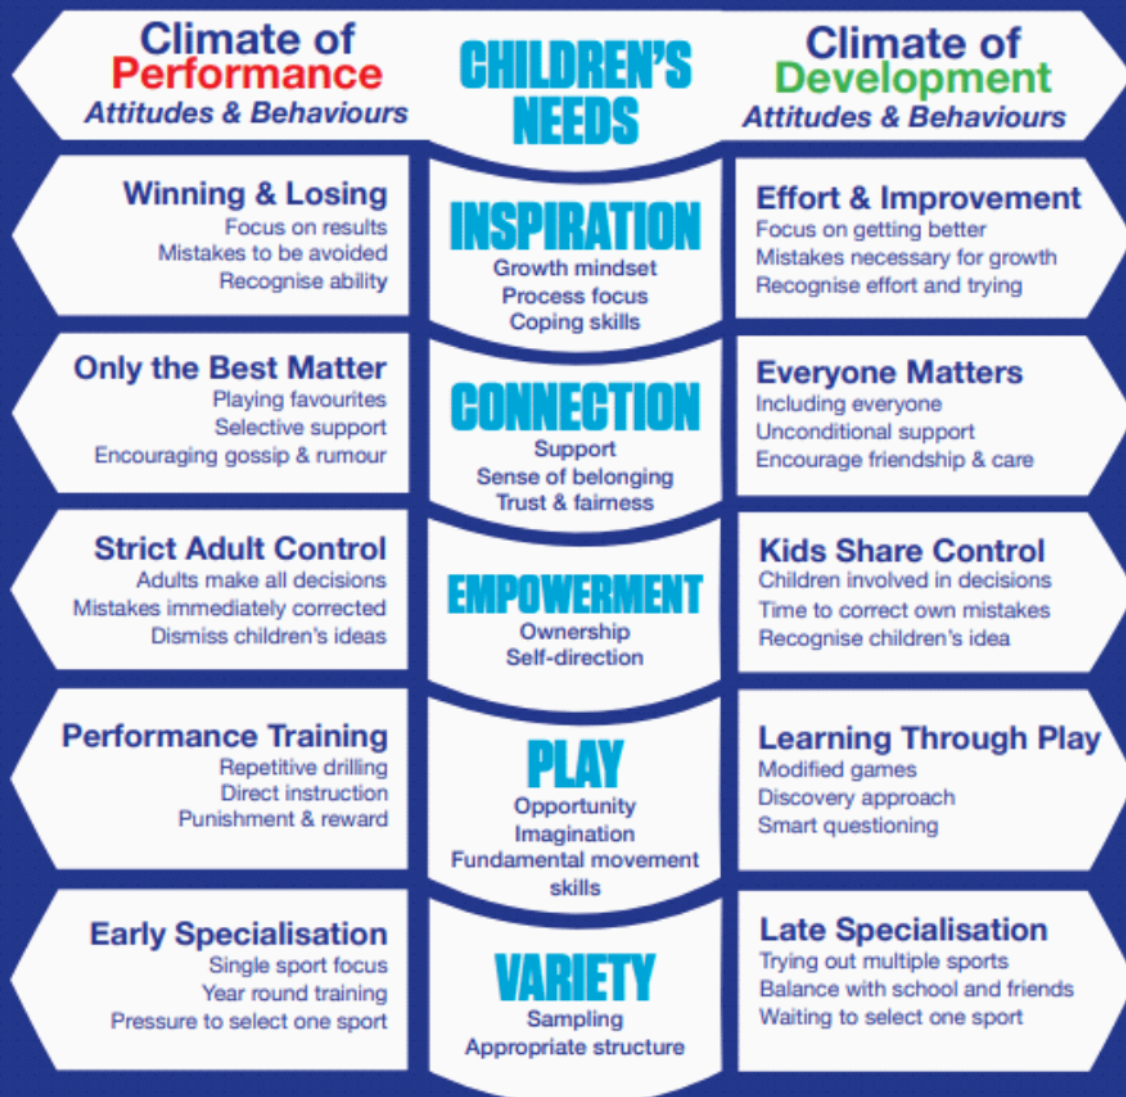 Climate of
Performance
Attitudes & Behaviours
CHILDREN'S
NEEDS
Climate of
Development
Attitudes & Behaviours
Winning & Losing
Focus on results
Mistakes to be avoided
Recognise ability
INSPIRATION
Growth mindset
Process focus
Coping skills
Effort & Improvement
Focus on getting better
Mistakes necessary for growth
Recognise effort and trying
Only the Best Matter
Playing favourites
Selective support
Encouraging gossip & rumour
CONNECTION
Support
Sense of belonging
Trust & fairness
Everyone Matters
Including everyone
Unconditional support
Encourage friendship & care
Strict Adult Control
Adults make all decisions
Mistakes immediately corrected
Dismiss children's ideas
EMPOWERMENT
Ownership
Self-direction
Kids Share Control
Children involved in decisions
Time to correct own mistakes
Recognise children's idea
Performance Training
Repetitive drilling
Direct instruction
Punishment & reward
PLAY
Opportunity
Imagination
Fundamental movement
skills
Learning Through Play
Modified games
Discovery approach
Smart questioning
Early Specialisation
Single sport focus
Year round training
Pressure to select one sport
VARIETY
Sampling
Appropriate structure
Late Specialisation
Trying out multiple sports
Balance with school and friends
Waiting to select one sport